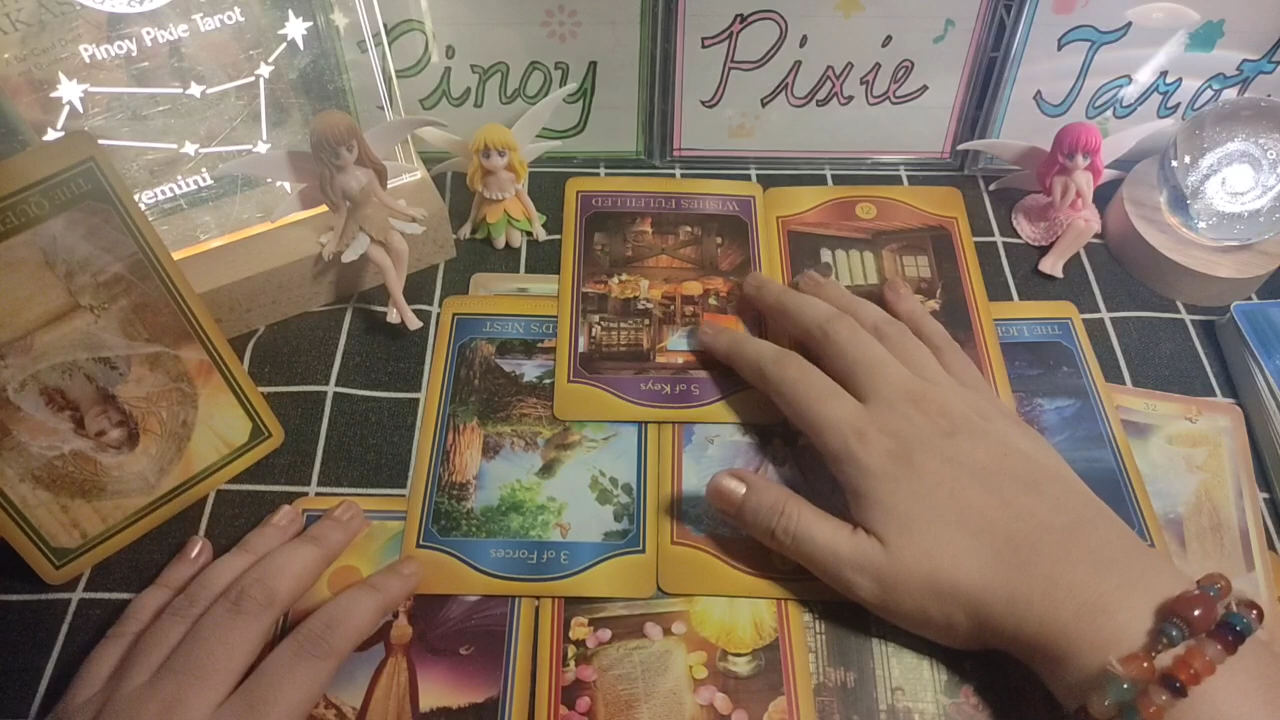 Pinoy Pixie Tarot
gemini
Pinoy
Pixie
Tarot
THE QUE
WISHES FULFILLED
5 of Keys
12
D'S NEST
3 of Forces
THE LIG
32